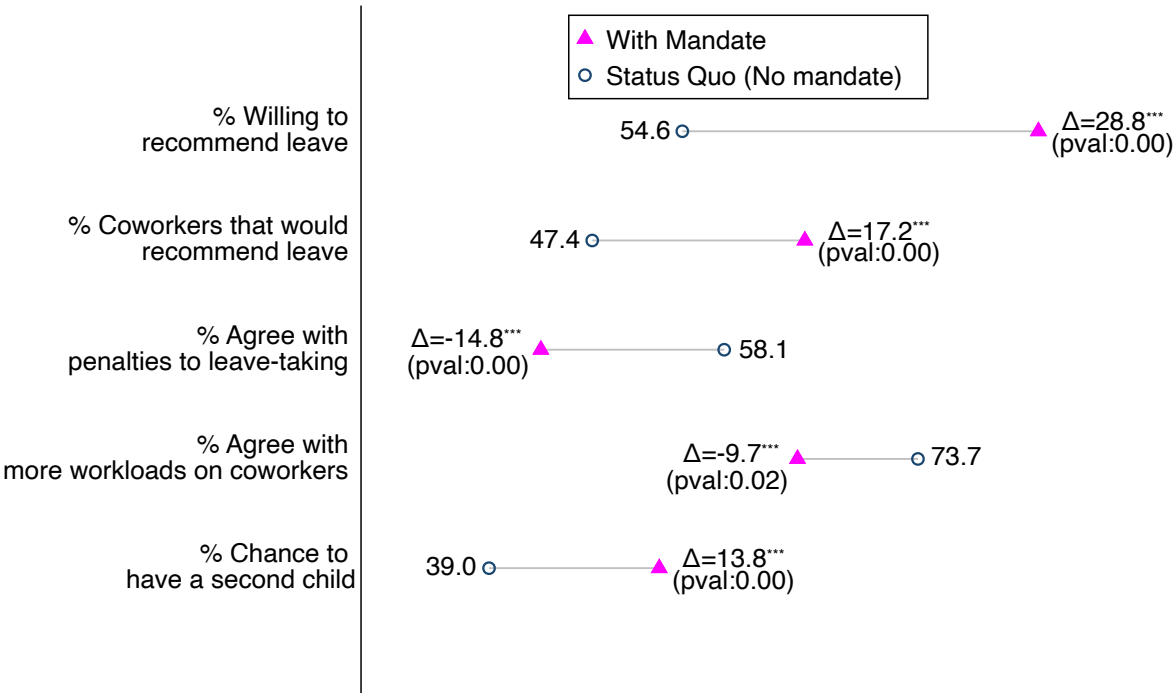 With Mandate
Status Quo (No mandate)
% Willing to
recommend leave
54.6
Δ=28.8***
(pval:0.00)
% Coworkers that would
recommend leave
47.4
Δ=17.2***
(pval:0.00)
% Agree with
penalties to leave-taking
Δ=-14.8***
(pval:0.00)
58.1
% Agree with
more workloads on coworkers
Δ=-9.7***
(pval:0.02)
73.7
% Chance to
have a second child
39.0
Δ=13.8***
(pval:0.00)